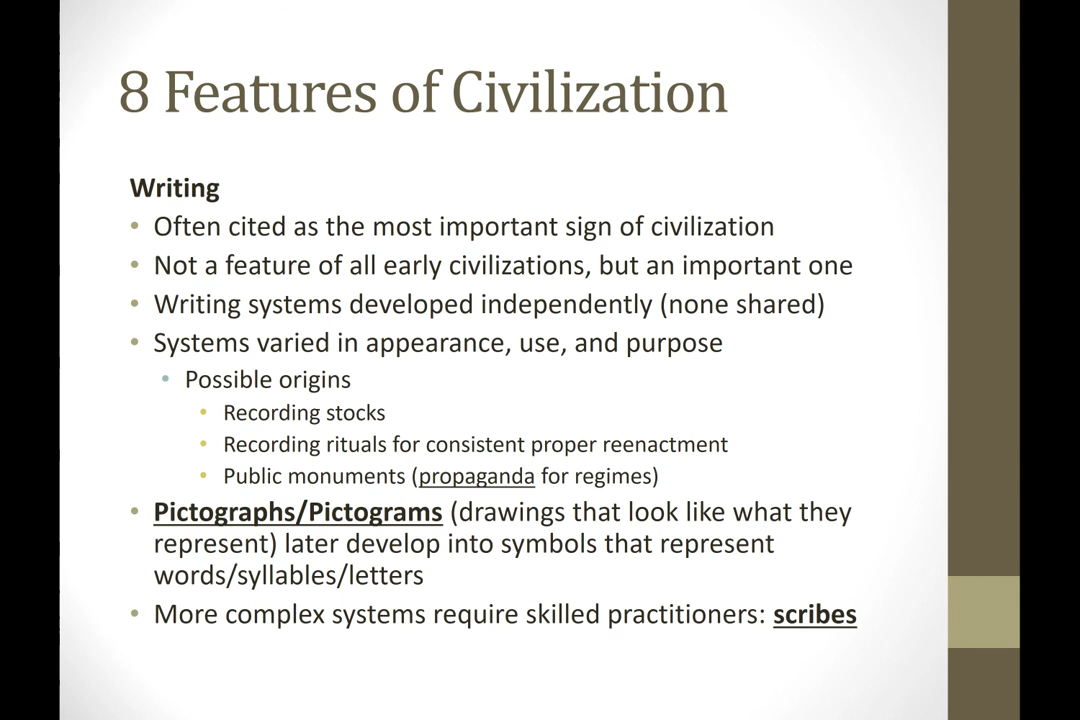 8 Features of Civilization
Writing
• Often cited as the most important sign of civilization
• Not a feature of all early civilizations, but an important one
• Writing systems developed independently (none shared)
• Systems varied in appearance, use, and purpose
• Possible origins
• Recording stocks
• Recording rituals for consistent proper reenactment
• Public monuments (propaganda for regimes)
• Pictographs/Pictograms (drawings that look like what they
represent) later develop into symbols that represent
words/syllables/letters
• More complex systems require skilled practitioners: scribes